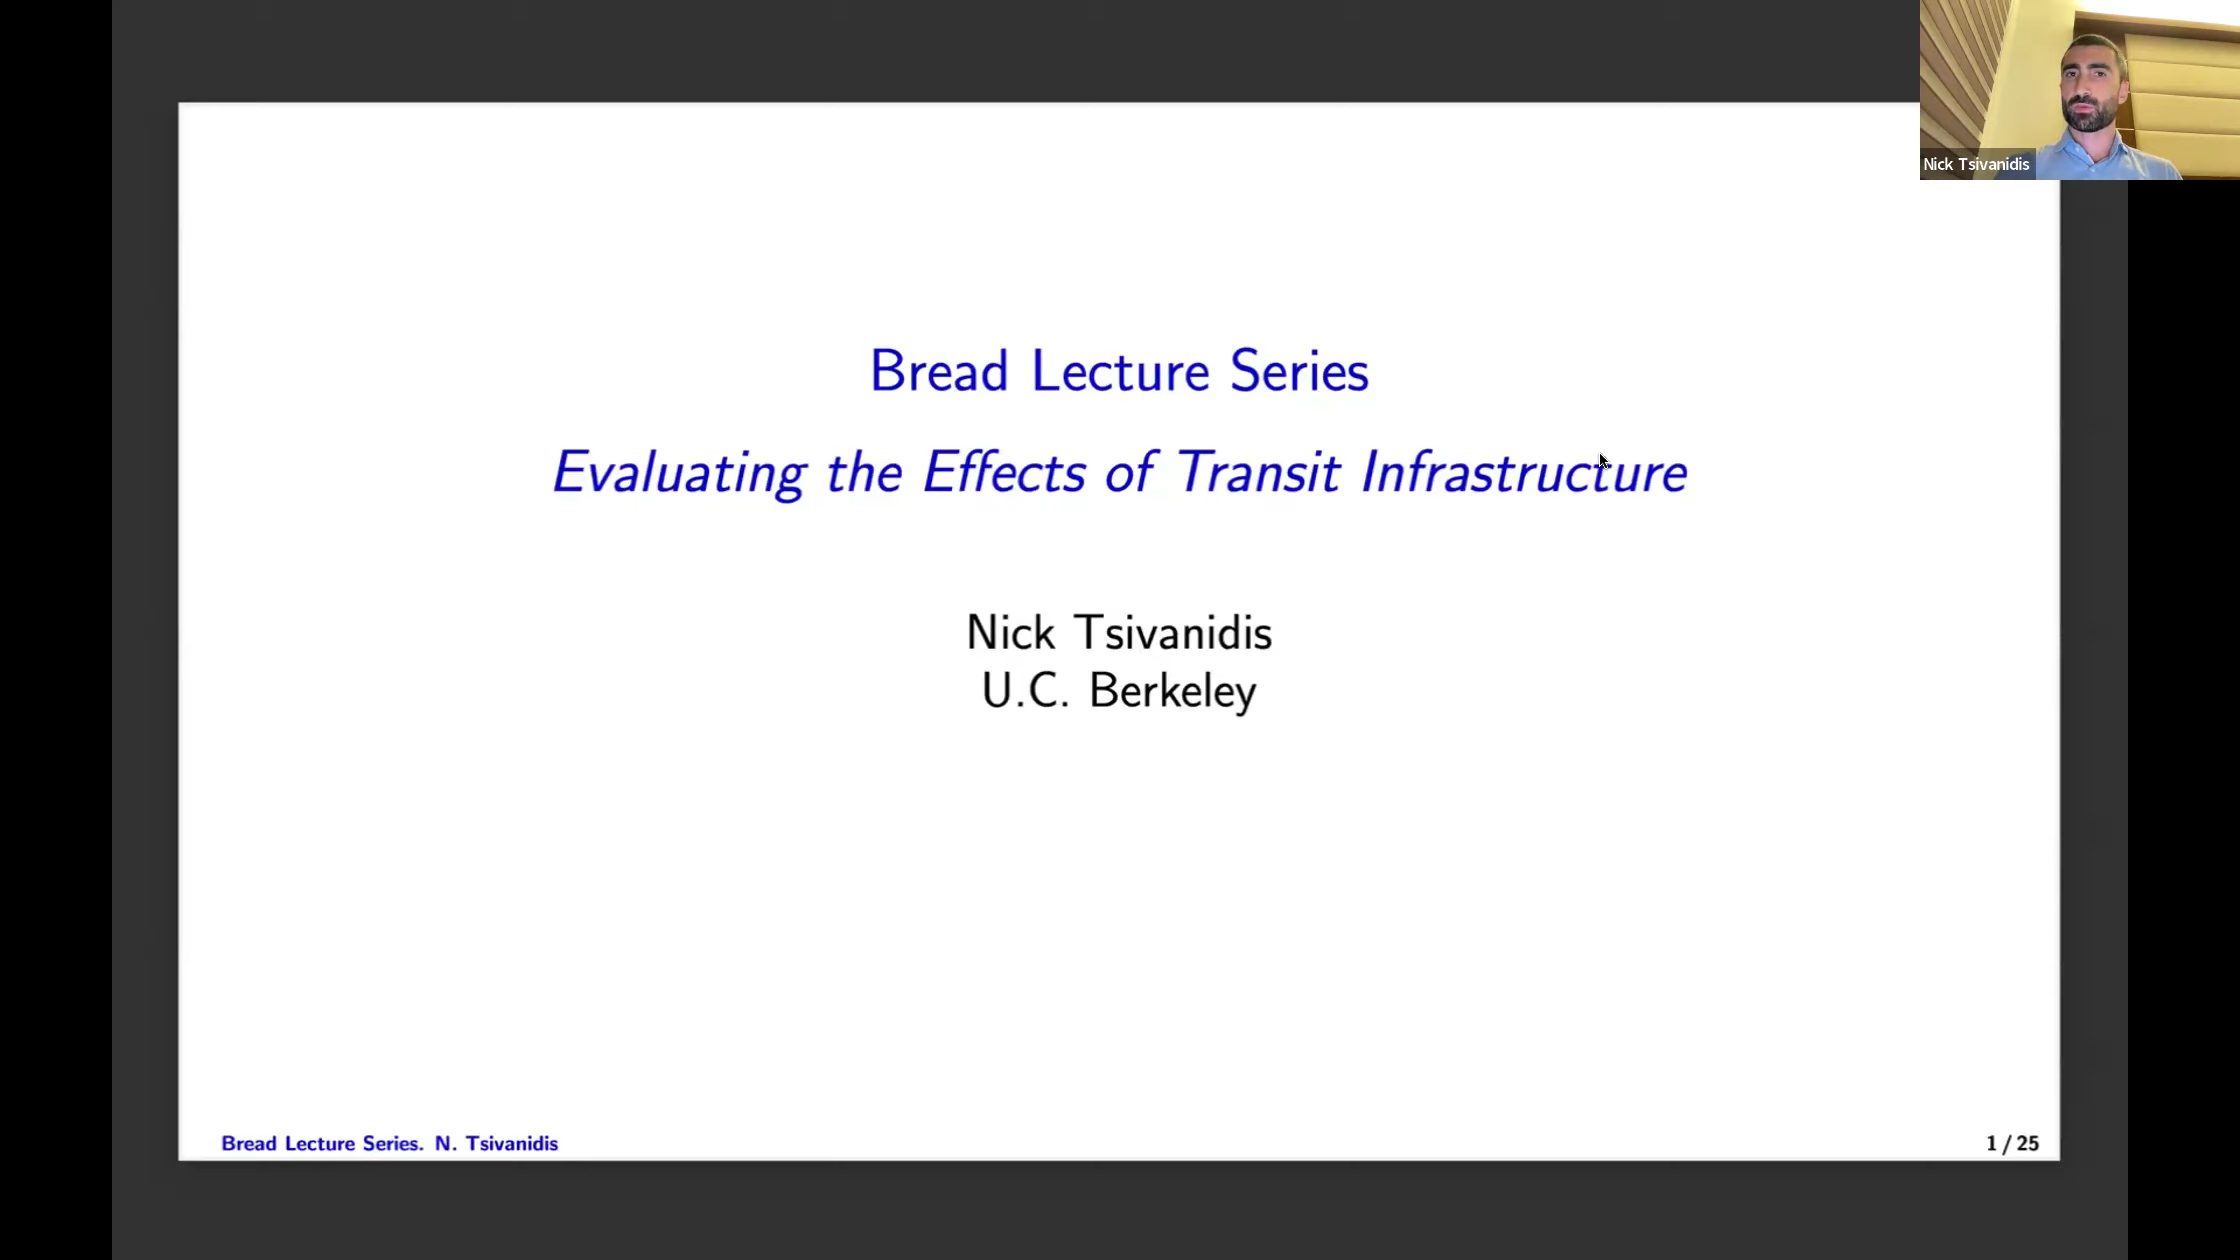 Nick Tsivanidis
Bread Lecture Series
Evaluating the Effects of Transit Infrastructure
Nick Tsivanidis
U.C. Berkeley
Bread Lecture Series. N. Tsivanidis
1 / 25